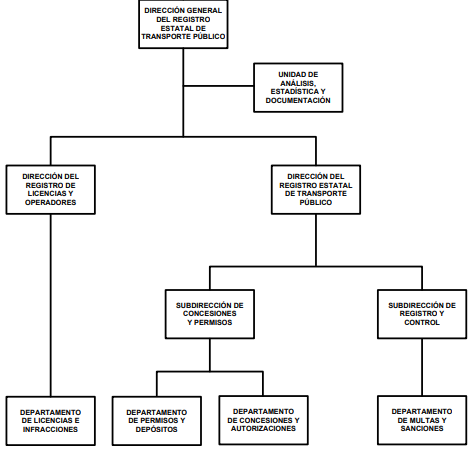 DIRECCIÓN GENERAL
DEL REGISTRO
ESTATAL DE
TRANSPORTE PÚBLICO
UNIDAD DE
ANÁLISIS,
ESTADÍSTICA Y
DOCUMENTACIÓN
DIRECCIÓN DEL
REGISTRO DE
LICENCIAS Y
OPERADORES
DIRECCIÓN DEL
REGISTRO ESTATAL
DE TRANSPORTE
PÚBLICO
SUBDIRECCIÓN DE
CONCESIONES
Y PERMISOS
SUBDIRECCIÓN DE
REGISTRO Y
CONTROL
DEPARTAMENTO
DE LICENCIAS E
INFRACCIONES
DEPARTAMENTO
DE PERMISOS Y
DEPÓSITOS
DEPARTAMENTO
DE CONCESIONES Y
AUTORIZACIONES
DEPARTAMENTO
DE MULTAS Y
SANCIONES